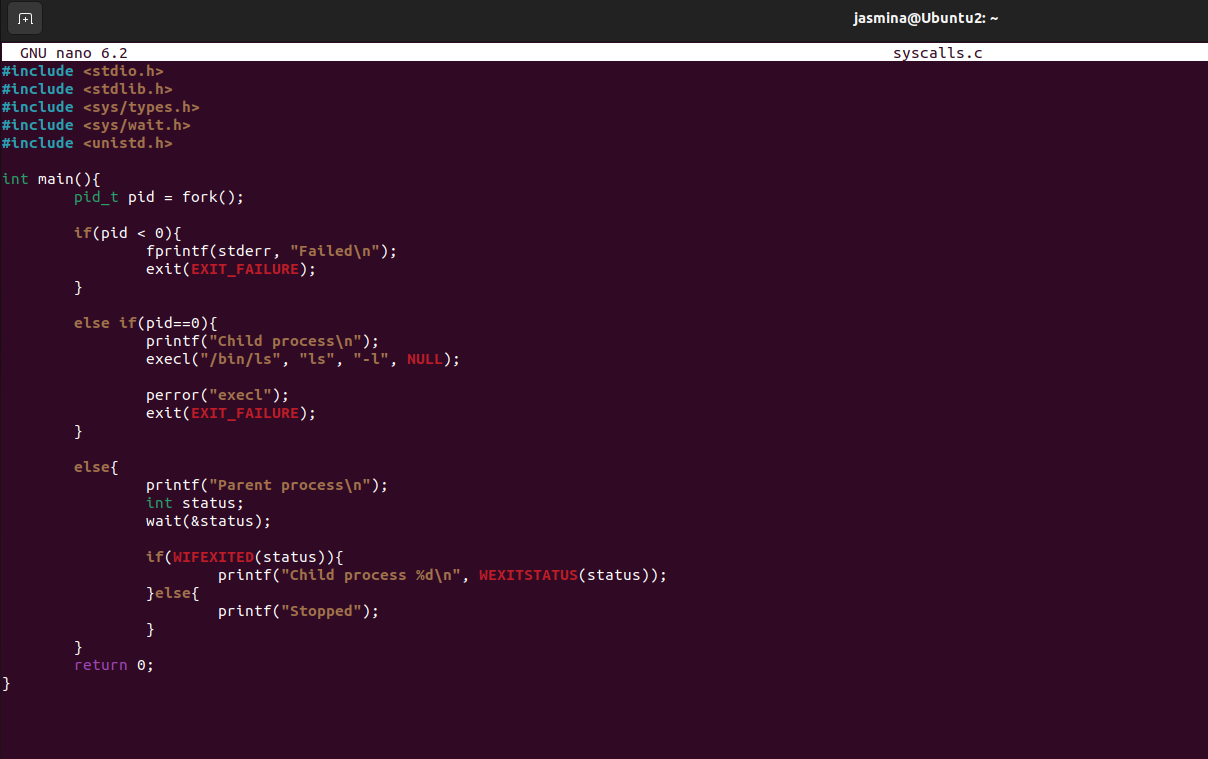 jasmina@Ubuntu2: ~
GNU nano 6.2 syscalls.c
#include <stdio.h>
#include <stdlib.h>
#include <sys/types.h>
#include <sys/wait.h>
#include <unistd.h>

int main(){
        pid_t pid = fork();

        if(pid < 0){
                fprintf(stderr, "Failed\n");
                exit(EXIT_FAILURE);
        }

        else if(pid==0){
                printf("Child process\n");
                execl("/bin/ls", "ls", "-l", NULL);

                perror("execl");
                exit(EXIT_FAILURE);
        }

        else{
                printf("Parent process\n");
                int status;
                wait(&status);

                if(WIFEXITED(status)){
                        printf("Child process %d\n", WEXITSTATUS(status));
                }else{
                        printf("Stopped");
                }
        }
        return 0;
}